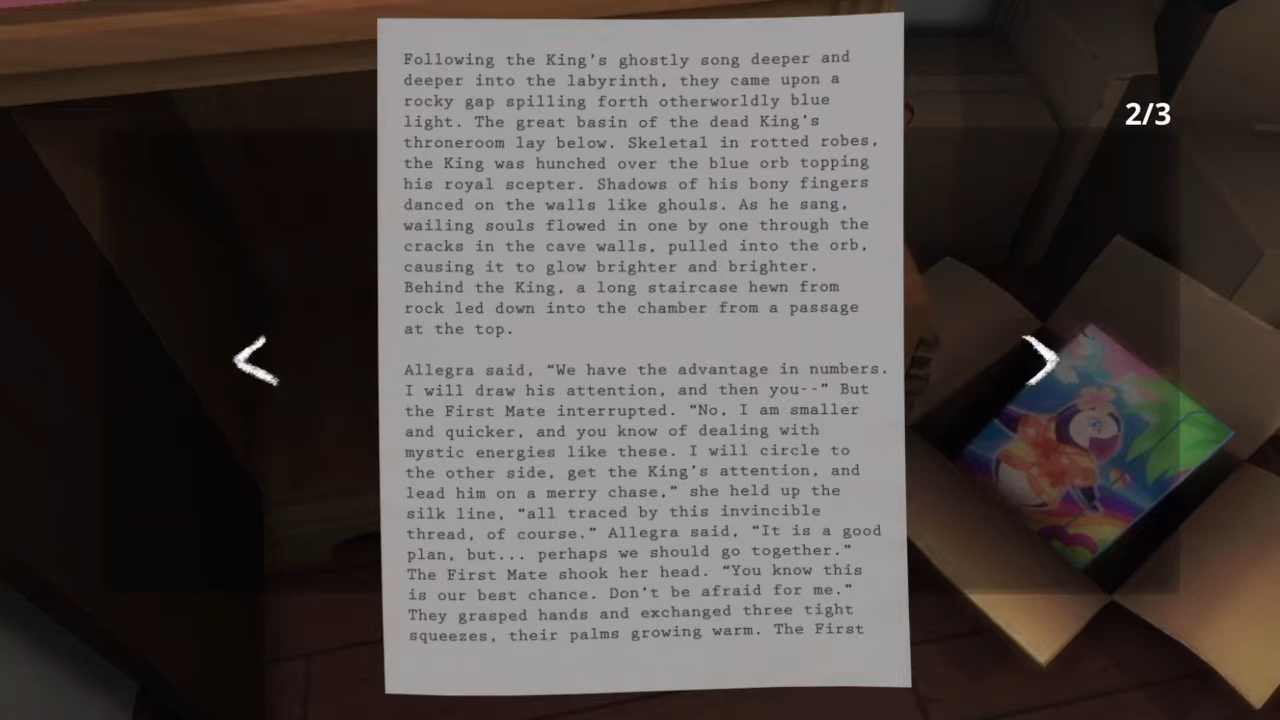 Following the King's ghostly song deeper and
deeper into the labyrinth, they came upon a
rocky gap spilling forth otherworldly blue
light. The great basin of the dead King's
throneroom lay below. Skeletal in rotted robes,
the King was hunched over the blue orb topping
his royal scepter. Shadows of his bony fingers
danced on the walls like ghouls. As he sang,
wailing souls flowed in one by one through the
cracks in the cave walls, pulled into the orb,
causing it to glow brighter and brighter.
Behind the King, a long staircase hewn from
rock led down into the chamber from a passage
at the top.
Allegra said, “We have the advantage in numbers.
I will draw his attention, and then you--” But
the First Mate interrupted. “No, I am smaller
and quicker, and you know of dealing with
mystic energies like these. I will circle to
the other side, get the King's attention, and
lead him on a merry chase,” she held up the
silk line, “all traced by this invincible
thread, of course.” Allegra said, “It is a good
plan, but... perhaps we should go together.”
The First Mate shook her head. “You know this
is our best chance. Don't be afraid for me.”
They grasped hands and exchanged three tight
squeezes, their palms growing warm. The First
2/3